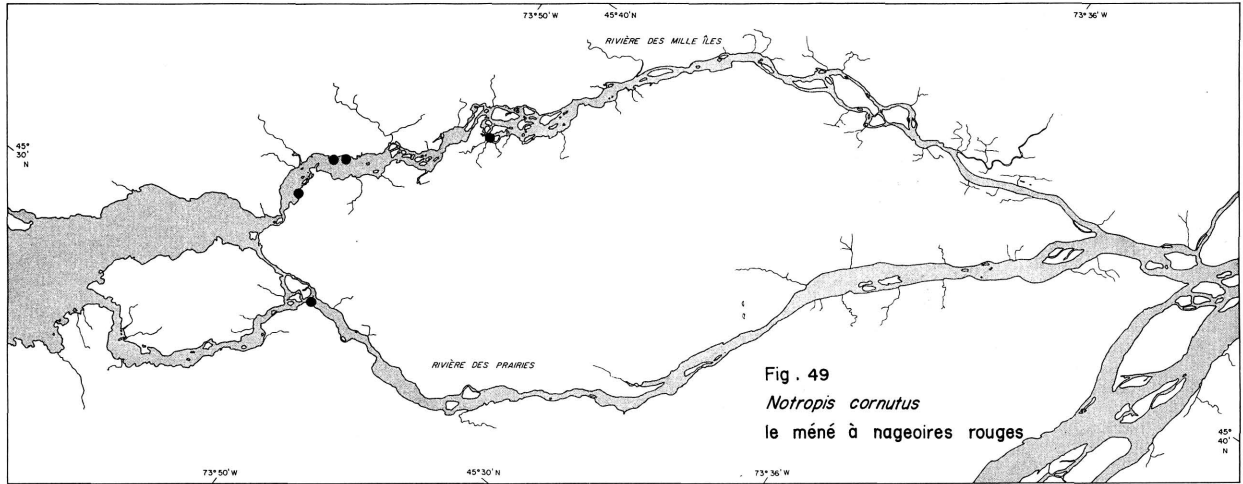 73° 50' W
45° 40' N
73° 36' W
RIVIÈRE DES MILLE ÎLES
45°
30'
N
RIVIÈRE DES PRAIRIES
Fig. 49
Notropis cornutus
le méné à nageoires rouges
45°
40'
N
73° 50' W
45° 30' N
73° 36' W